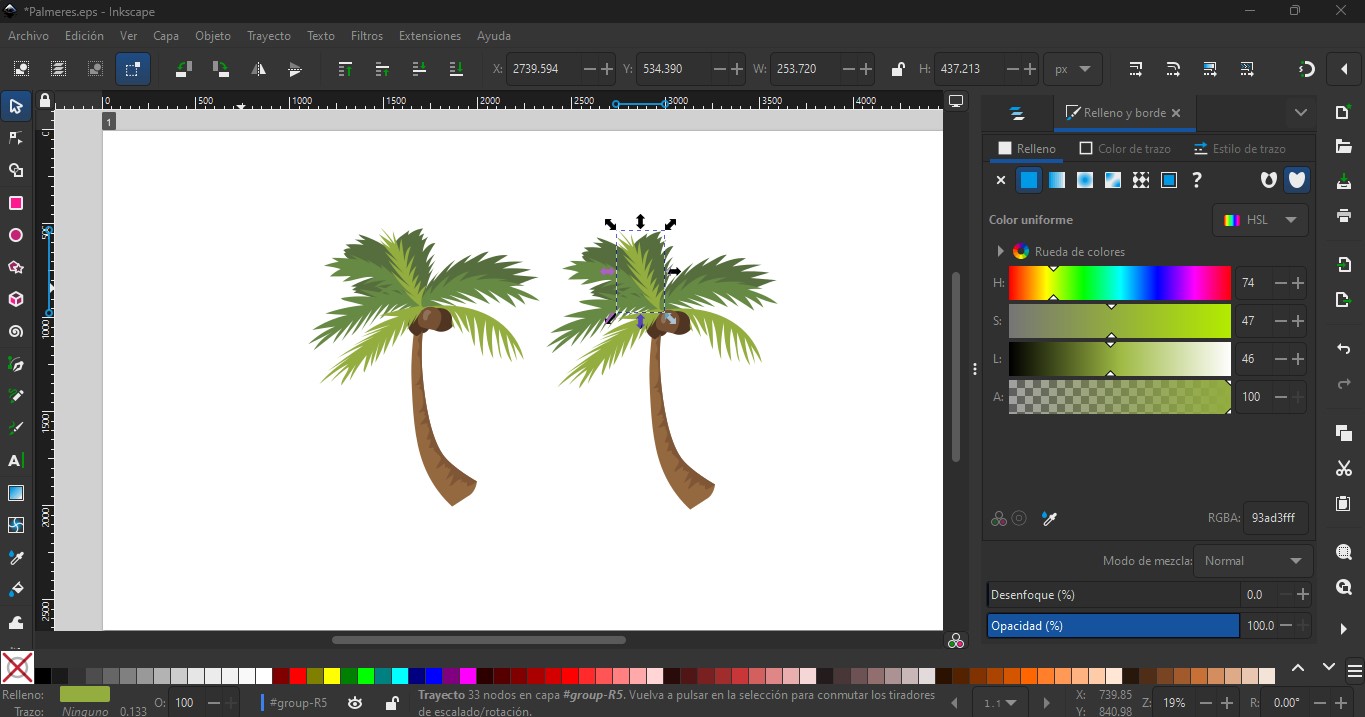 *Palmeres.eps - Inkscape
Archivo Edición Ver Capa Objeto Trayecto Texto Filtros Extensiones Ayuda
X: 2739.594 Y: 534.390 W: 253.720 H: 437.213 px
0 500 1000 1500 2000 2500 3000 3500 4000
1
0
500
1000
1500
2000
2500
Relleno y borde
Relleno Color de trazo Estilo de trazo
?
Color uniforme HSL
Rueda de colores
H: 74
S: 47
L: 46
A: 100
RGBA: 93ad3fff
Modo de mezcla: Normal
Desenfoque (%) 0.0
Opacidad (%) 100.0
Relleno:
Trazo: Ninguno 0.133
O: 100
#group-R5
Trayecto 33 nodos en capa #group-R5. Vuelva a pulsar en la selección para conmutar los tiradores
de escalado/rotación.
1.1
X: 739.85
Y: 840.98
Z: 19%
R: 0.00°